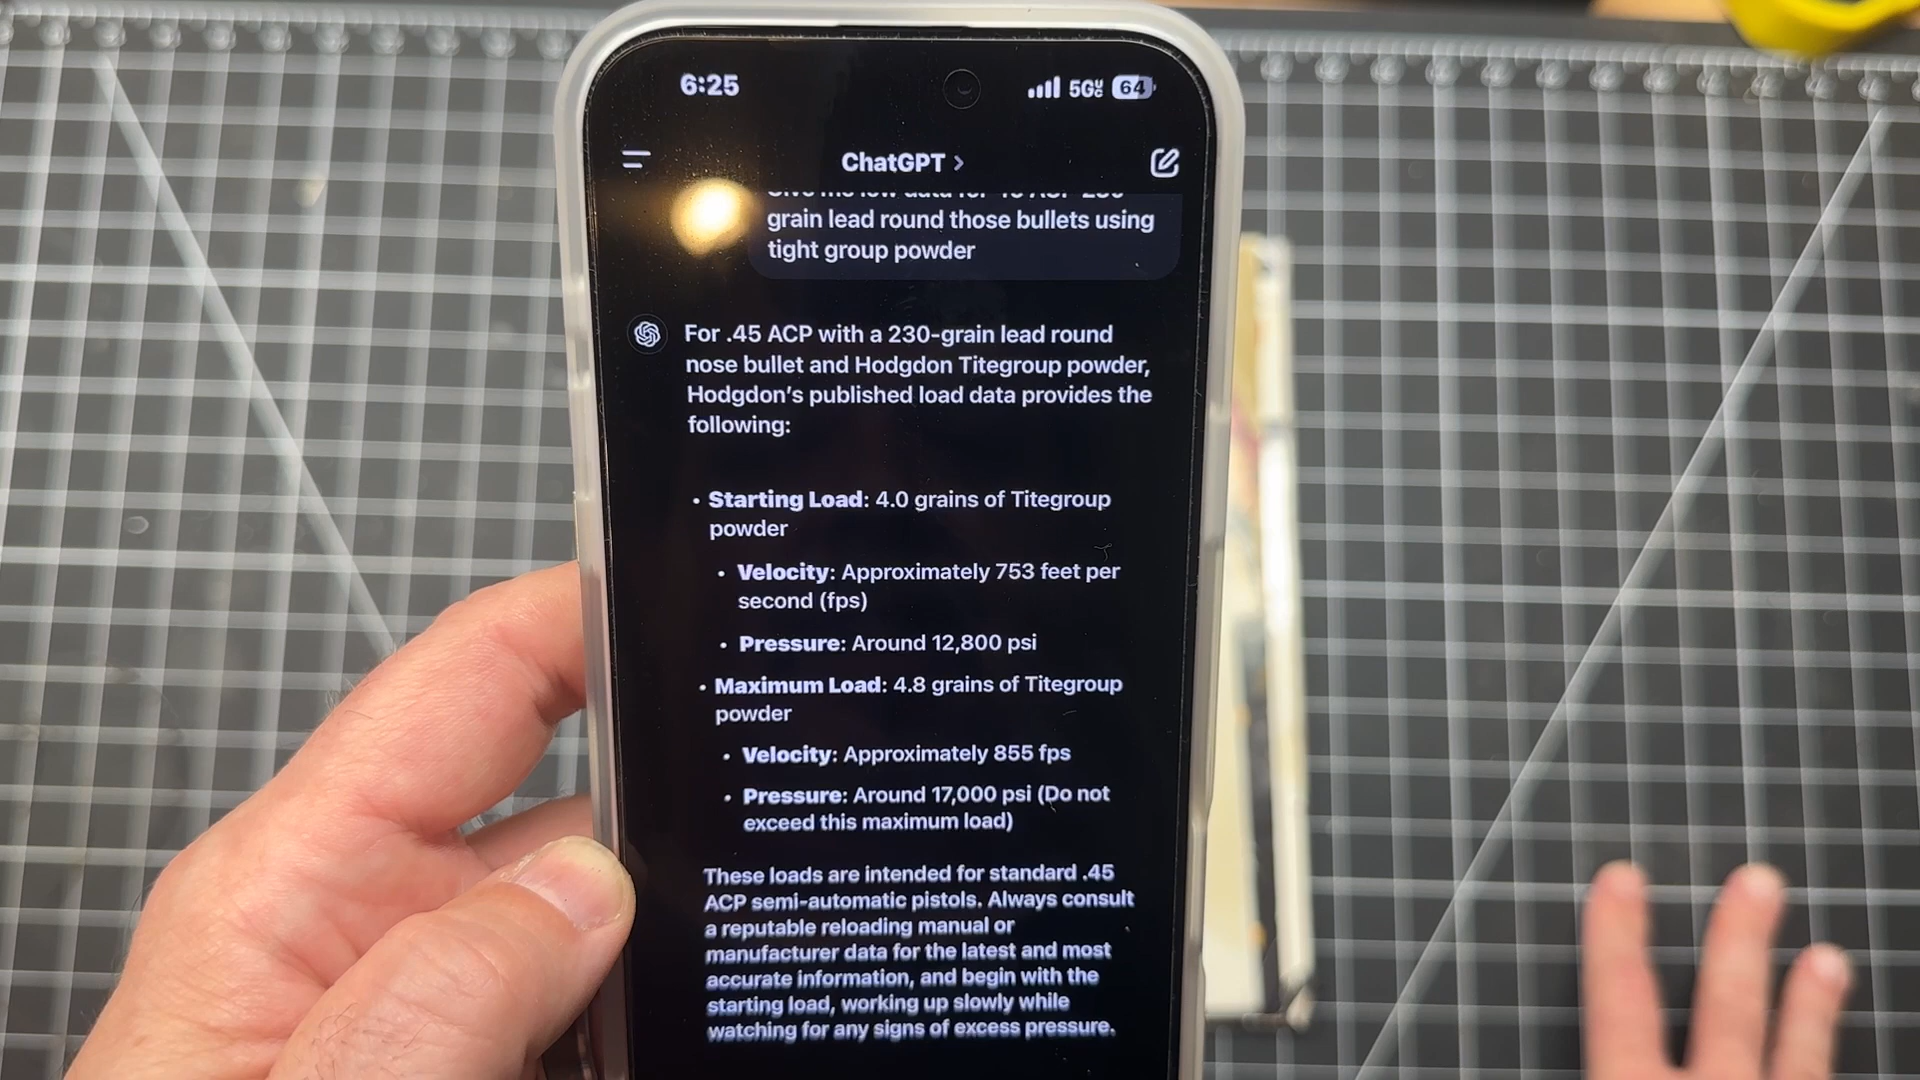 6:25
64
ChatGPT >
grain lead round those bullets using
tight group powder
For .45 ACP with a 230-grain lead round
nose bullet and Hodgdon Titegroup powder,
Hodgdon's published load data provides the
following:
• Starting Load: 4.0 grains of Titegroup
powder
• Velocity: Approximately 753 feet per
second (fps)
• Pressure: Around 12,800 psi
• Maximum Load: 4.8 grains of Titegroup
powder
• Velocity: Approximately 855 fps
• Pressure: Around 17,000 psi (Do not
exceed this maximum load)
These loads are intended for standard .45
ACP semi-automatic pistols. Always consult
a reputable reloading manual or
manufacturer data for the latest and most
accurate information, and begin with the
starting load, working up slowly while
watching for any signs of excess pressure.